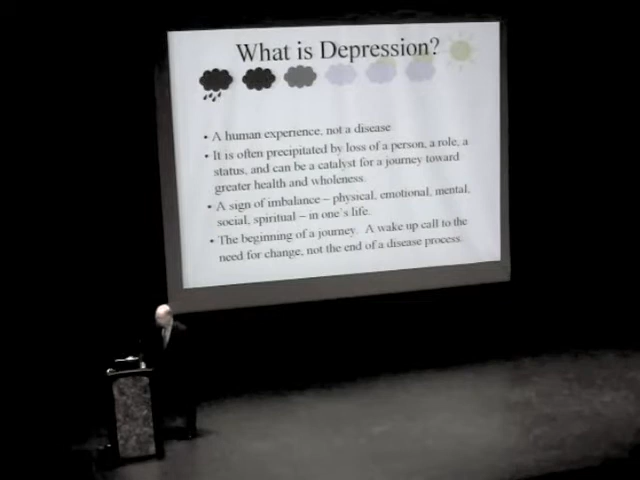 What is Depression?
• A human experience, not a disease
• It is often precipitated by loss of a person, a role, a
status, and can be a catalyst for a journey toward
greater health and wholeness.
• A sign of imbalance – physical, emotional, mental,
social, spiritual – in one's life.
• The beginning of a journey. A wake up call to the
need for change, not the end of a disease process.